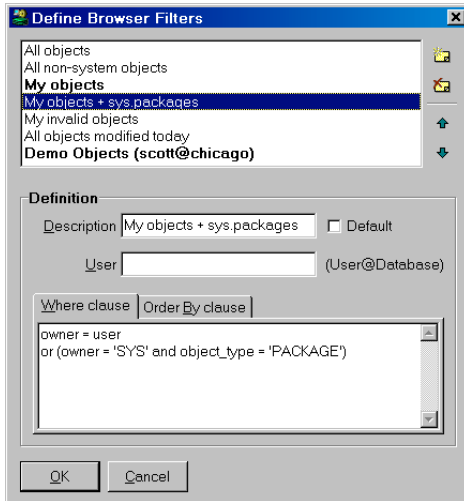 Define Browser Filters
All objects
All non-system objects
My objects
My objects + sys.packages
My invalid objects
All objects modified today
Demo Objects (scott@chicago)
Definition
Description My objects + sys.packages Default
User (User@Database)
Where clause Order By clause
owner = user
or (owner = 'SYS' and object_type = 'PACKAGE')
OK Cancel